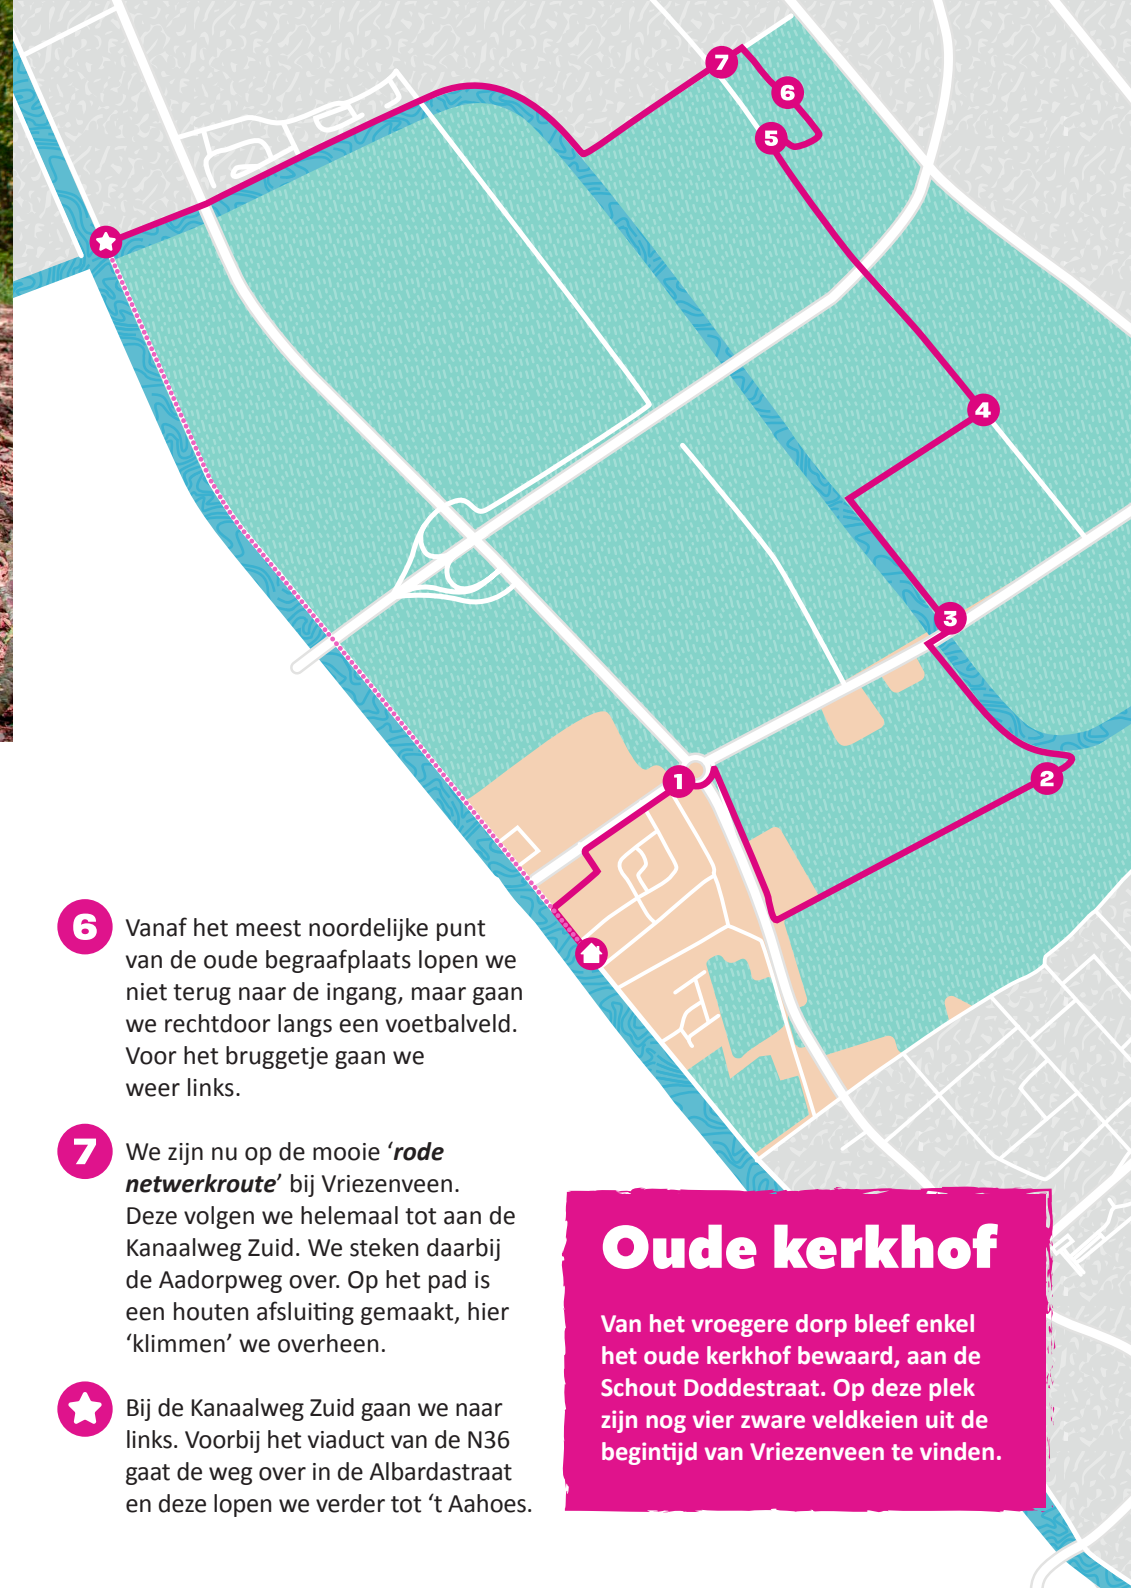 7
6
5
4
3
1
2
6
Vanaf het meest noordelijke punt
van de oude begraafplaats lopen we
niet terug naar de ingang, maar gaan
we rechtdoor langs een voetbalveld.
Voor het bruggetje gaan we
weer links.
7
We zijn nu op de mooie ‘rode
netwerkroute’ bij Vriezenveen.
Deze volgen we helemaal tot aan de
Kanaalweg Zuid. We steken daarbij
de Aadorpweg over. Op het pad is
een houten afsluiting gemaakt, hier
‘klimmen’ we overheen.
Bij de Kanaalweg Zuid gaan we naar
links. Voorbij het viaduct van de N36
gaat de weg over in de Albardastraat
en deze lopen we verder tot ‘t Aahoes.
Oude kerkhof
Van het vroegere dorp bleef enkel
het oude kerkhof bewaard, aan de
Schout Doddestraat. Op deze plek
zijn nog vier zware veldkeien uit de
begintijd van Vriezenveen te vinden.